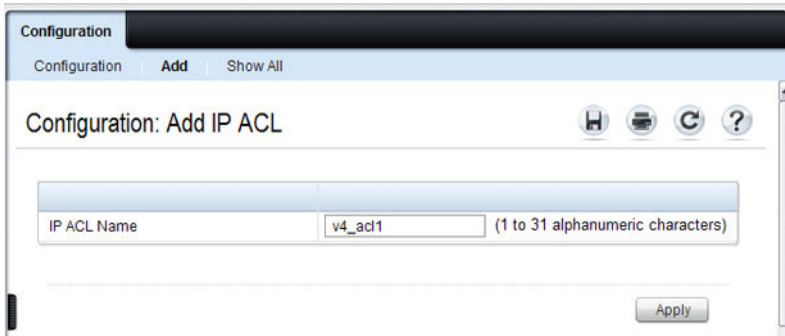 Configuration
Configuration Add Show All
Configuration: Add IP ACL
IP ACL Name v4_acl1 (1 to 31 alphanumeric characters)
Apply